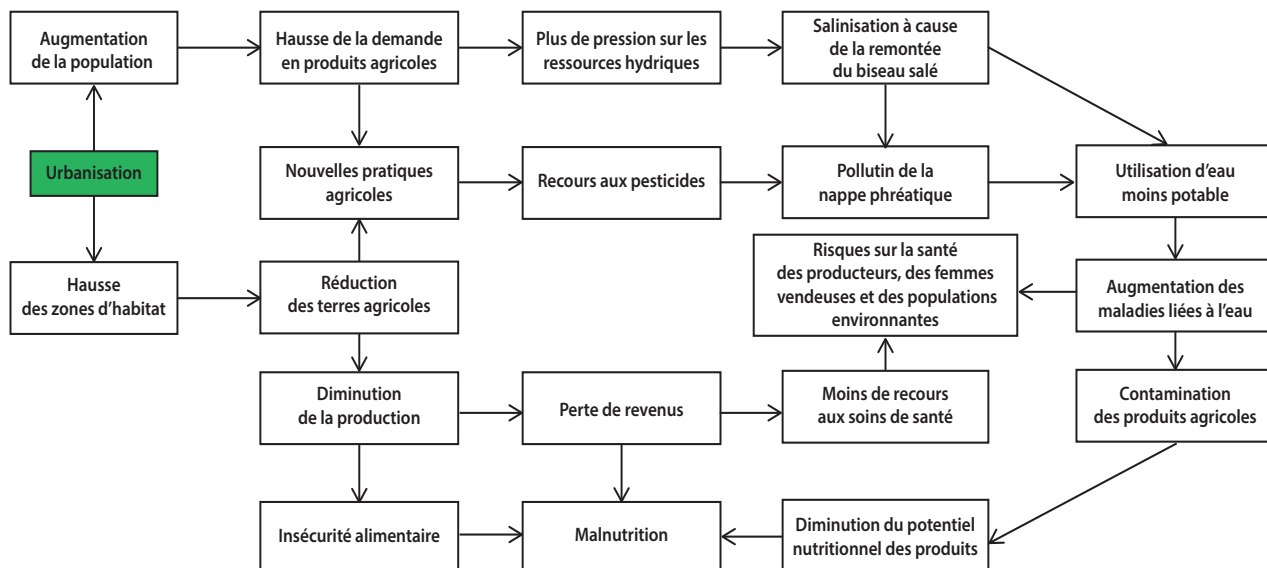 Augmentation
de la population
Hausse de la demande
en produits agricoles
Plus de pression sur les
ressources hydriques
Salinisation à cause
de la remontée
du biseau salé
Urbanisation
Nouvelles pratiques
agricoles
Recours aux pesticides
Pollutin de la
nappe phréatique
Utilisation d’eau
moins potable
Hausse
des zones d’habitat
Réduction
des terres agricoles
Risques sur la santé
des producteurs, des femmes
vendeuses et des populations
environnantes
Augmentation des
maladies liées à l’eau
Diminution
de la production
Perte de revenus
Moins de recours
aux soins de santé
Contamination
des produits agricoles
Insécurité alimentaire
Malnutrition
Diminution du potentiel
nutritionnel des produits